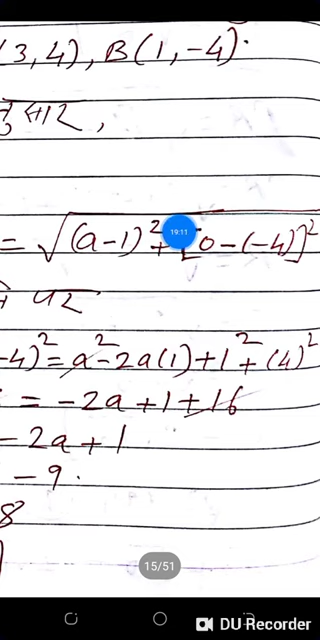 (3, 4), B(1, -4).
= √(a-1)² + [0-(-4)]²
19:11
पर
-4)² = a² - 2a(1) + 1² + (4)²
= -2a + 1 + 16
- 2a + 1
- 9.
8
15/51
DU Recorder